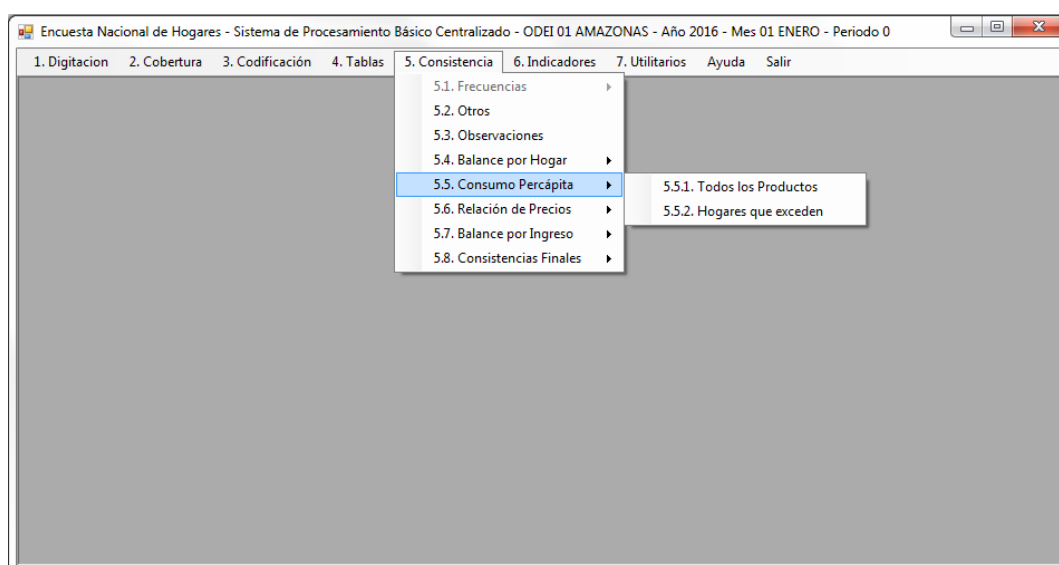 Encuesta Nacional de Hogares - Sistema de Procesamiento Básico Centralizado - ODEI 01 AMAZONAS - Año 2016 - Mes 01 ENERO - Periodo 0
1. Digitacion 2. Cobertura 3. Codificación 4. Tablas 5. Consistencia 6. Indicadores 7. Utilitarios Ayuda Salir
5.1. Frecuencias
5.2. Otros
5.3. Observaciones
5.4. Balance por Hogar
5.5. Consumo Percápita
5.6. Relación de Precios
5.7. Balance por Ingreso
5.8. Consistencias Finales
5.5.1. Todos los Productos
5.5.2. Hogares que exceden